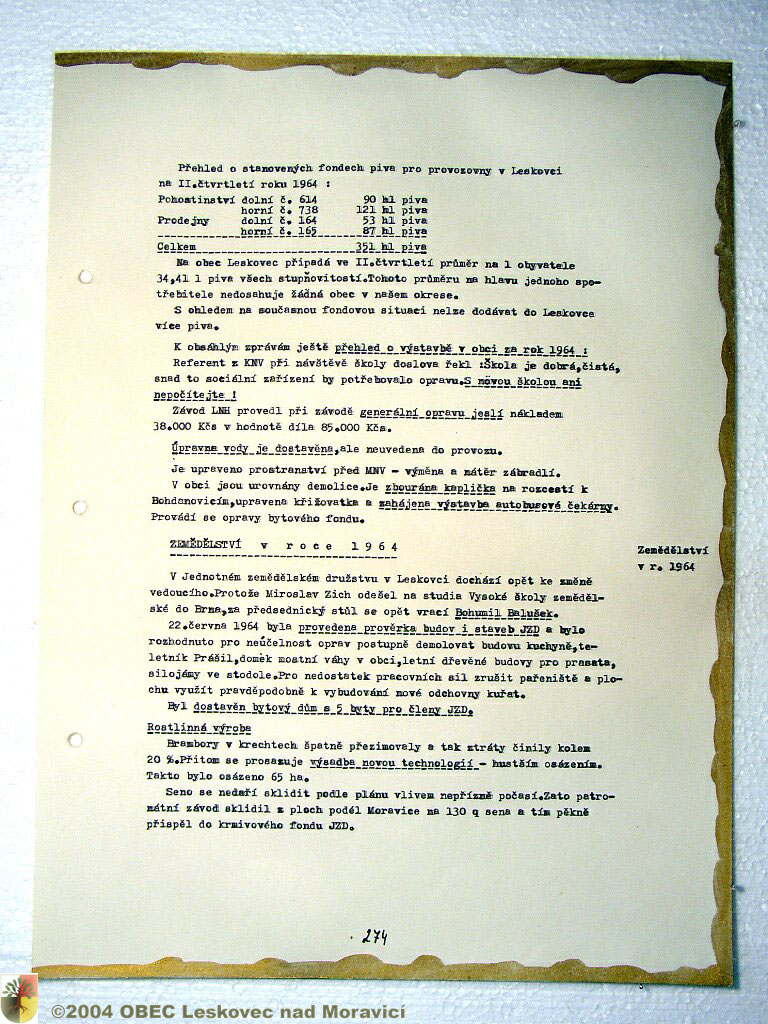 Přehled o stanovených fondech piva pro provozovny v Leskovci
na II.čtvrtletí roku 1964 :
Pohostinství dolní č. 614 90 hl piva
horní č. 738 121 hl piva
Prodejny dolní č. 164 53 hl piva
horní č. 165 87 hl piva
Celkem 351 hl piva
Na obec Leskovec připadá ve II.čtvrtletí průměr na 1 obyvatele
34,41 l piva všech stupňovitostí.Tohoto průměru na hlavu jednoho spo-
třebitele nedosahuje žádná obec v našem okrese.
S ohledem na současnou fondovou situaci nelze dodávat do Leskovce
více piva.
K obsáhlým zprávám ještě přehled o výstavbě v obci za rok 1964 :
Referent z KNV při návštěvě školy doslova řekl :Škola je dobrá,čistá,
snad to sociální zařízení by potřebovalo opravu.S novou školou ani
nepočítejte !
Závod LNH provedl při závodě generální opravu jeslí nákladem
38.000 Kčs v hodnotě díla 85.000 Kčs.
Úpravna vody je dostavěna,ale neuvedena do provozu.
Je upraveno prostranství před MNV - výměna a nátěr zábradlí.
V obci jsou urovnány demolice.Je zbourána kaplička na rozcestí k
Bohdanovicím,upravena křižovatka a zahájena výstavba autobusové čekárny.
Provádí se opravy bytového fondu.
ZEMĚDĚLSTVÍ v roce 1964
Zemědělství
v r. 1964
V Jednotném zemědělském družstvu v Leskovci dochází opět ke změně
vedoucího.Protože Miroslav Zich odešel na studia Vysoké školy zeměděl-
ské do Brna,za předsednický stůl se opět vrací Bohumil Balušek.
22.června 1964 byla provedena prověrka budov i staveb JZD a bylo
rozhodnuto pro neúčelnost oprav postupně demolovat budovu kuchyně,te-
letník Prášil,domek mostní váhy v obci,letní dřevěné budovy pro prasata,
silojámy ve stodole.Pro nedostatek pracovních sil zrušit pařeniště a plo-
chu využít pravděpodobně k vybudování nové odchovny kuřat.
Byl dostavěn bytový dům s 5 byty pro členy JZD.
Rostlinná výroba
Brambory v krechtech špatně přezimovaly a tak ztráty činily kolem
20 %.Přitom se prosazuje výsadba novou technologií - hustším osázením.
Takto bylo osázeno 65 ha.
Seno se nedaří sklidit podle plánu vlivem nepřízně počasí.Zato patro-
nátní závod sklidil z ploch podél Moravice na 130 q sena a tím pěkně
přispěl do krmivového fondu JZD.
274
©2004 OBEC Leskovec nad Moravicí